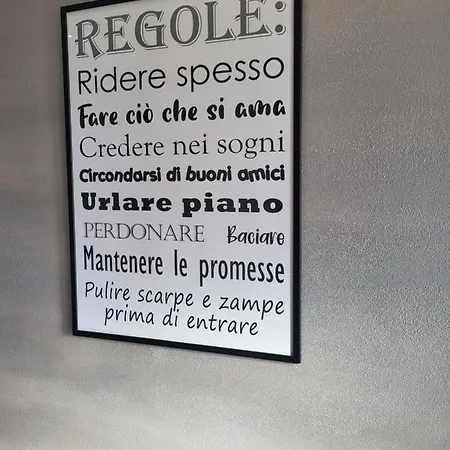 REGOLE:
Ridere spesso
Fare ciò che si ama
Credere nei sogni
Circondarsi di buoni amici
Urlare piano
PERDONARE Baciare
Mantenere le promesse
Pulire scarpe e zampe
prima di entrare